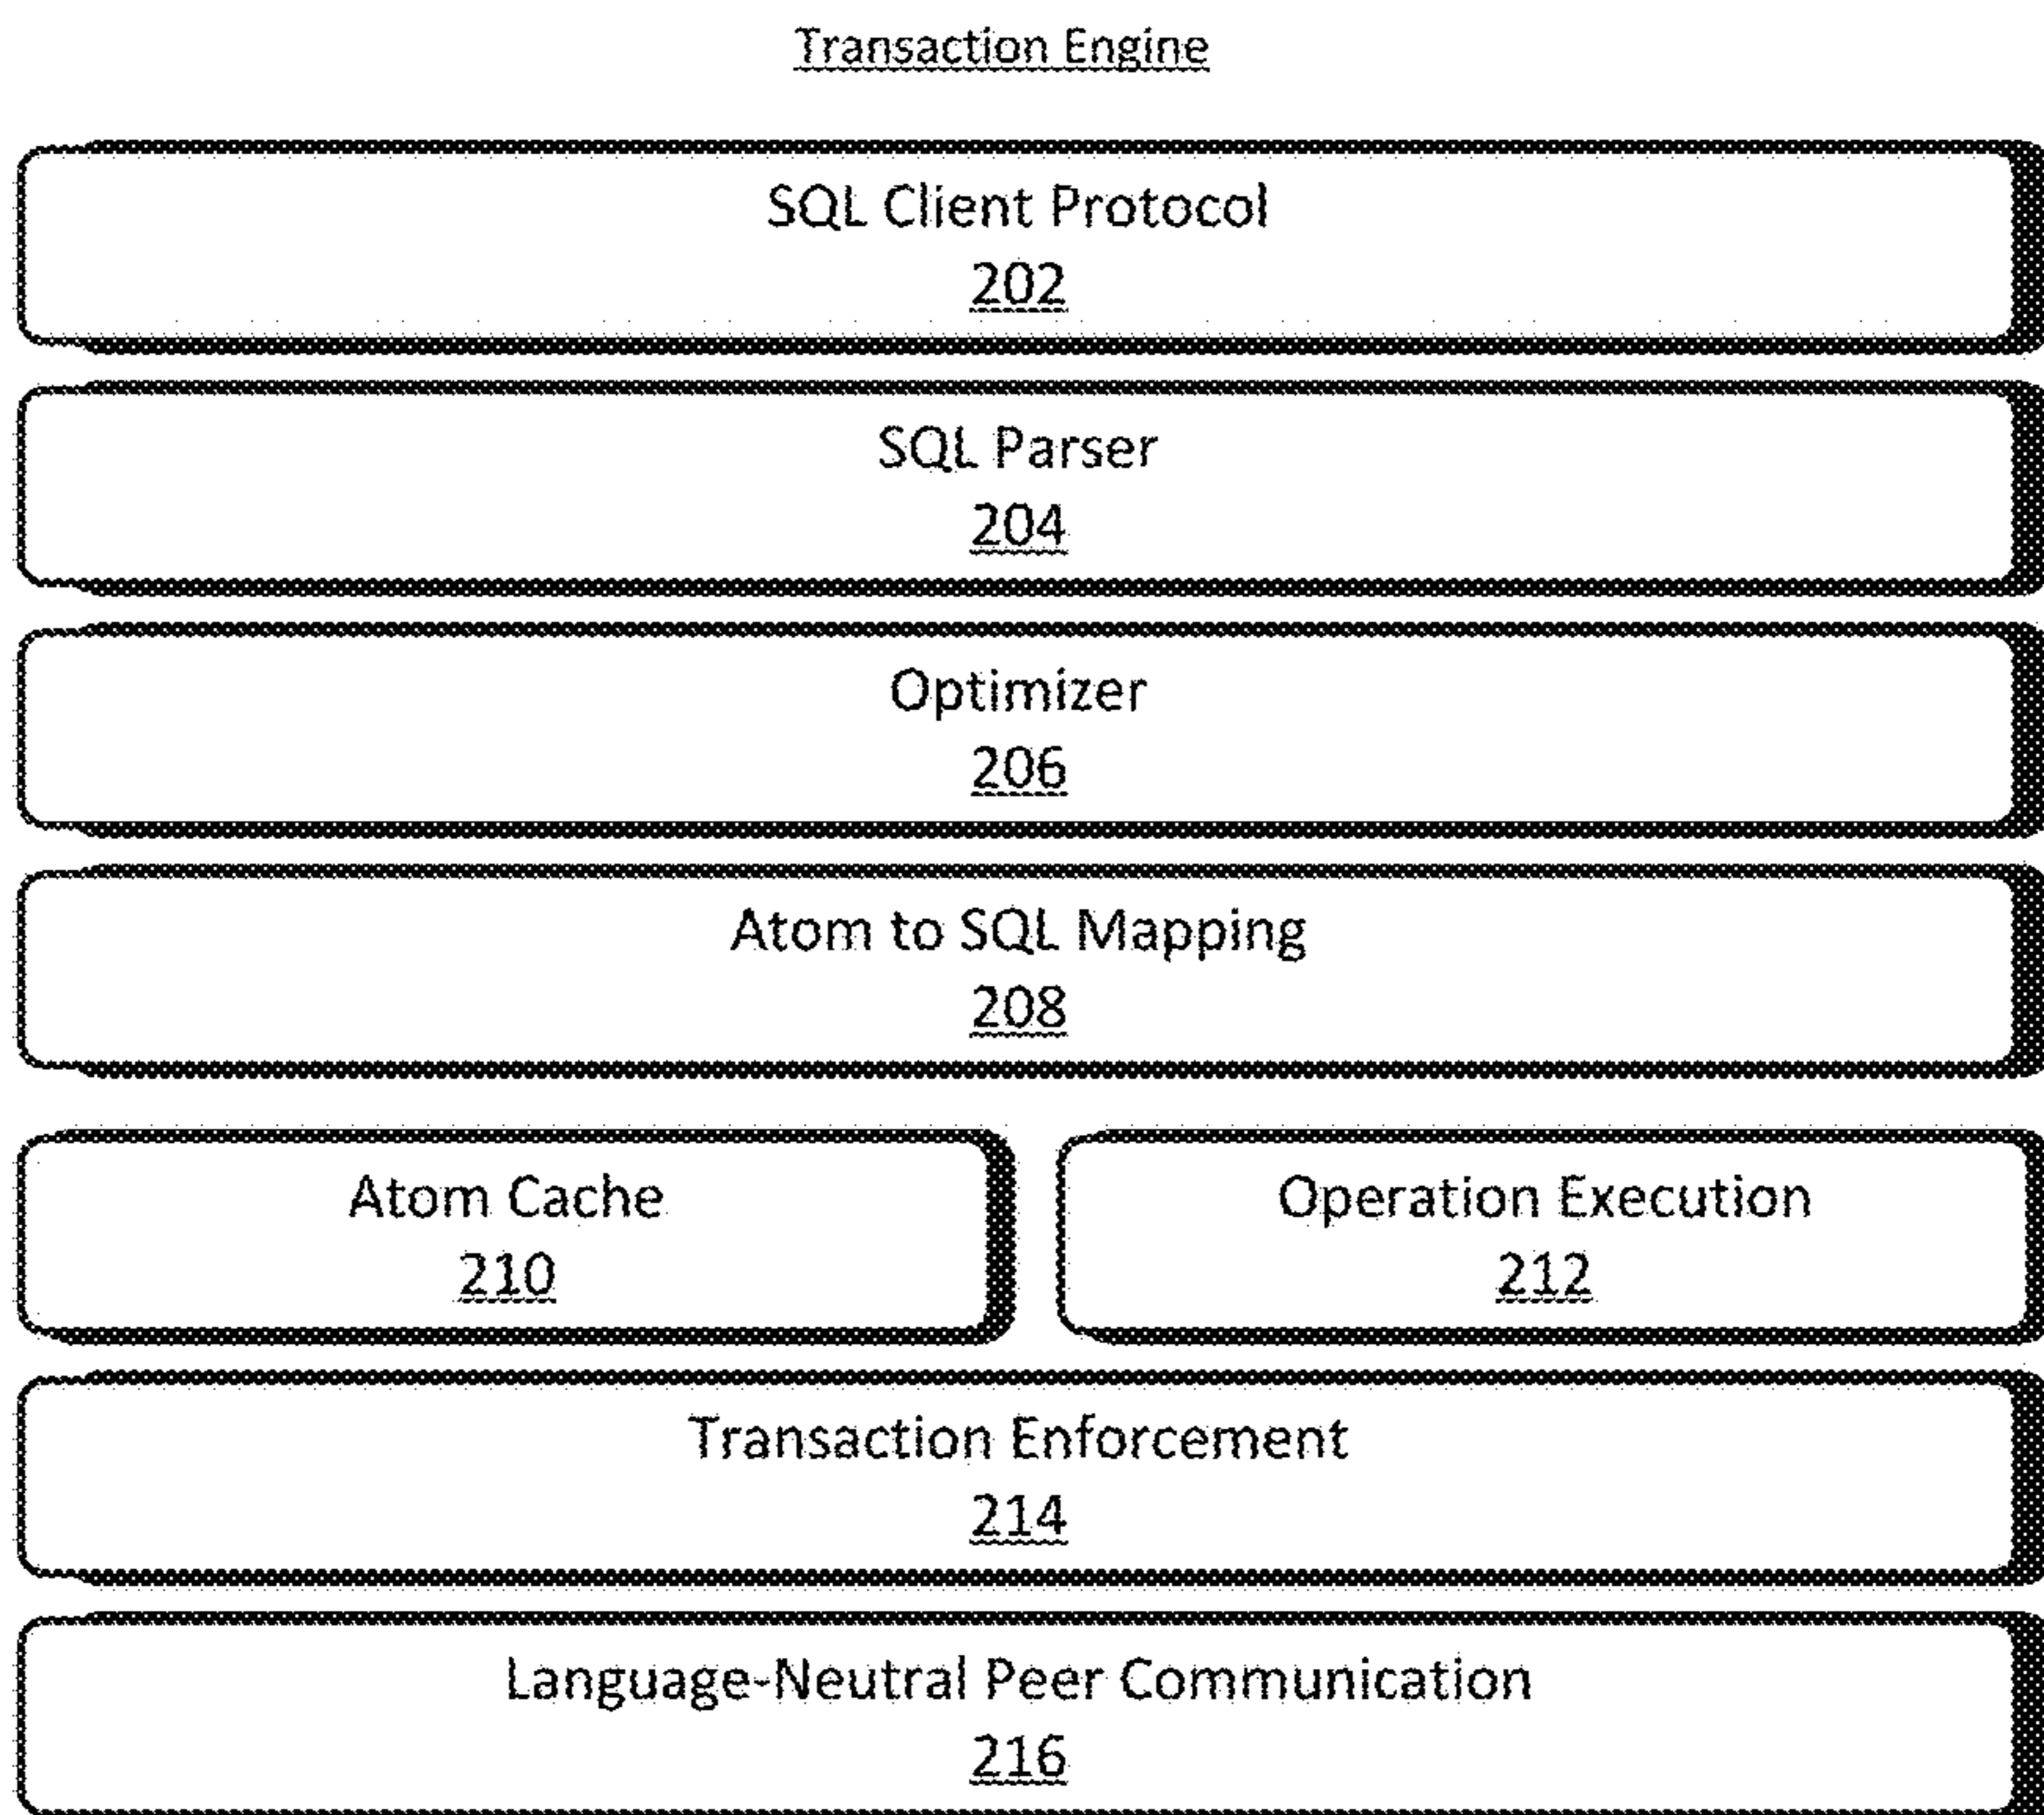 Transaction Engine
SQL Client Protocol
202
SQL Parser
204
Optimizer
206
Atom to SQL Mapping
208
Atom Cache
210
Operation Execution
212
Transaction Enforcement
214
Language-Neutral Peer Communication
216